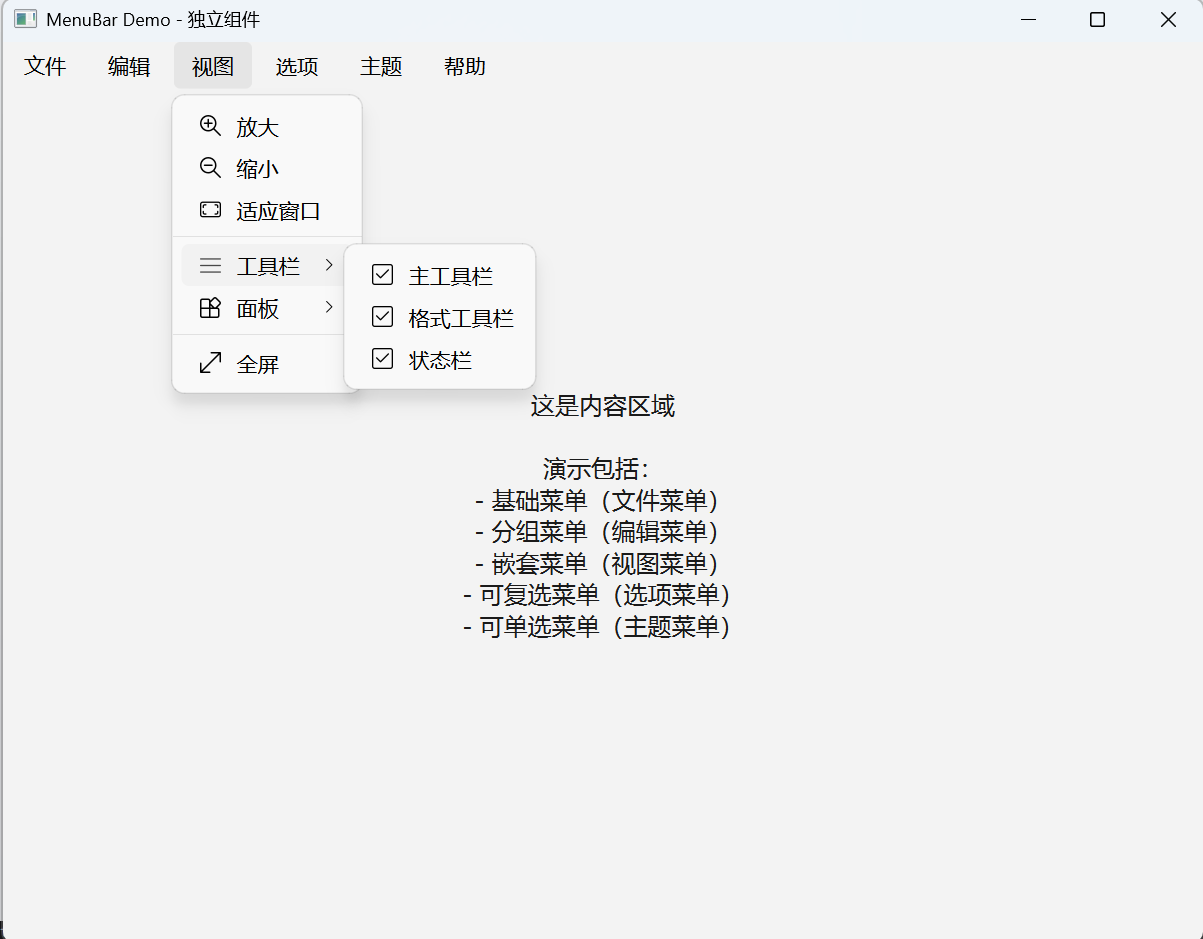 MenuBar Demo - 独立组件
文件 编辑 视图 选项 主题 帮助
放大
缩小
适应窗口
工具栏
面板
全屏
主工具栏
格式工具栏
状态栏
这是内容区域
演示包括：
- 基础菜单（文件菜单）
- 分组菜单（编辑菜单）
- 嵌套菜单（视图菜单）
- 可复选菜单（选项菜单）
- 可单选菜单（主题菜单）